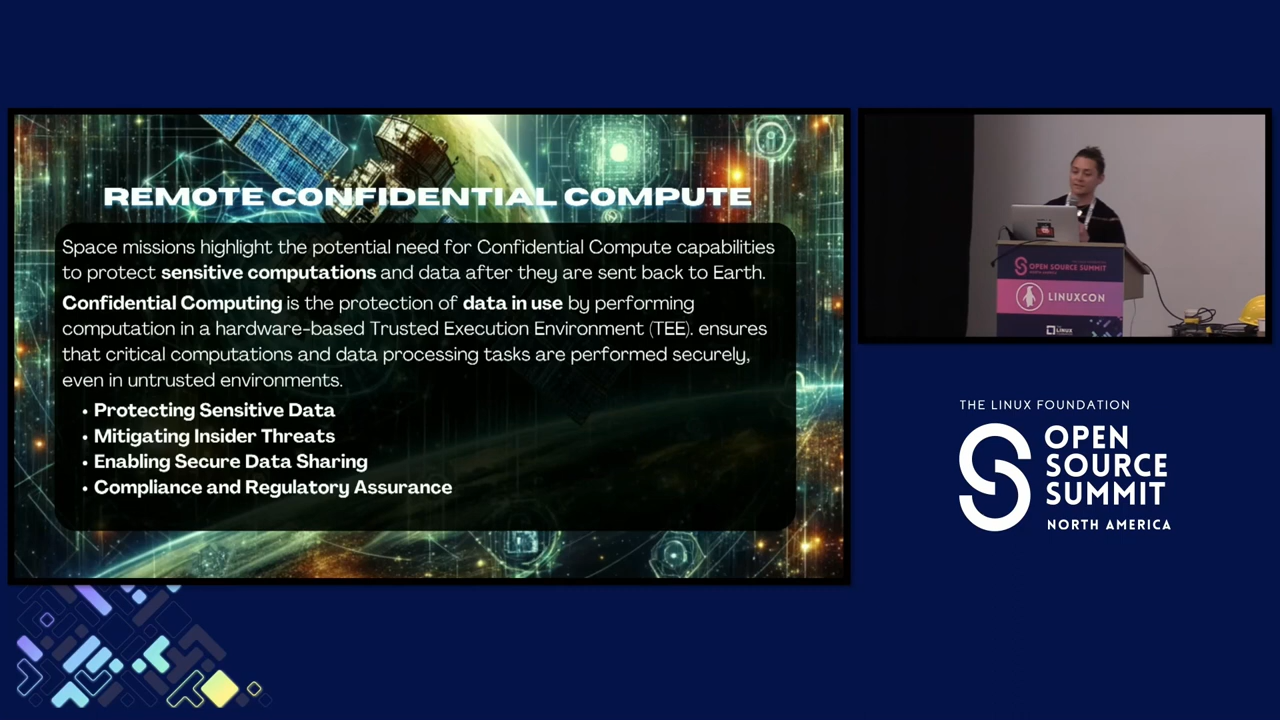 REMOTE CONFIDENTIAL COMPUTE
Space missions highlight the potential need for Confidential Compute capabilities
to protect sensitive computations and data after they are sent back to Earth.
Confidential Computing is the protection of data in use by performing
computation in a hardware-based Trusted Execution Environment (TEE). ensures
that critical computations and data processing tasks are performed securely,
even in untrusted environments.
• Protecting Sensitive Data
• Mitigating Insider Threats
• Enabling Secure Data Sharing
• Compliance and Regulatory Assurance
OPEN SOURCE SUMMIT
LINUXCON
LINUX
THE LINUX FOUNDATION
OPEN
SOURCE
SUMMIT
NORTH AMERICA